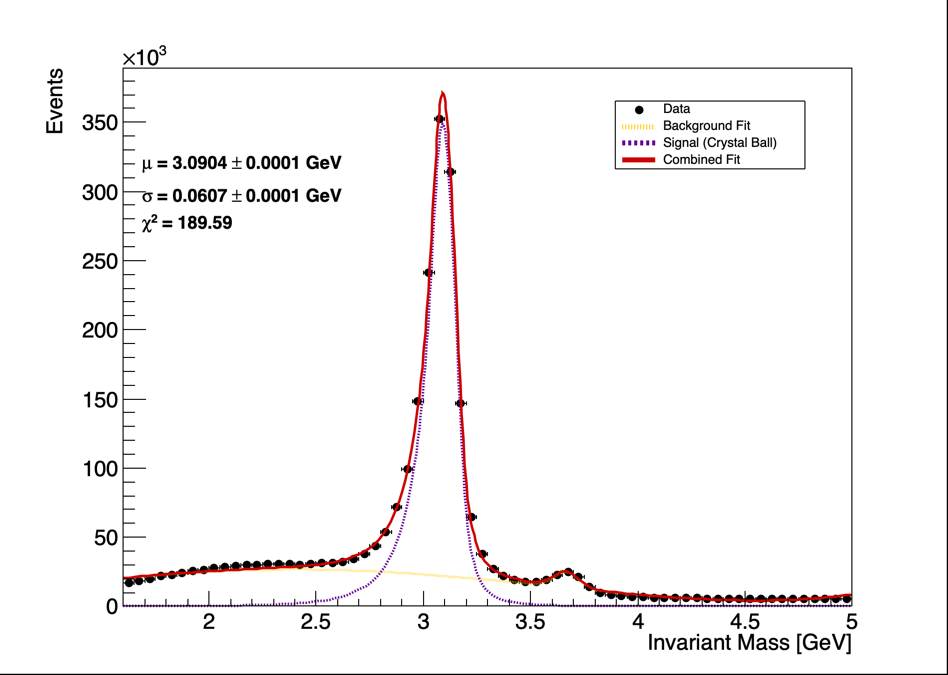 ×10³
Events
350
300
250
200
150
100
50
0
μ = 3.0904 ± 0.0001 GeV
σ = 0.0607 ± 0.0001 GeV
χ² = 189.59
Data
Background Fit
Signal (Crystal Ball)
Combined Fit
2 2.5 3 3.5 4 4.5 5
Invariant Mass [GeV]